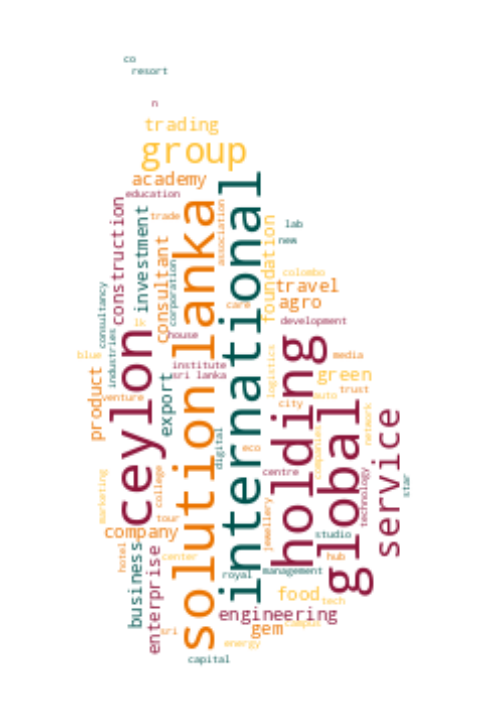 co
resort
n
trading
group
academy
education
trade
construction
investment
consultant
corporation
association
solution lanka
international
foundation
lab
new
colombo
travel
agro
care
development
consultancy
industries
lk
house
ceylon
holding
blue
product
venture
export
institute
sri lanka
logistics
media
green
trust
city
auto
global
network
companies
service
digital
eco
centre
technology
star
marketing
college
tour
company
jewellery
studio
hotel
business
enterprise
center
hub
royal
management
food
tech
engineering
gem
campus
sri
energy
capital